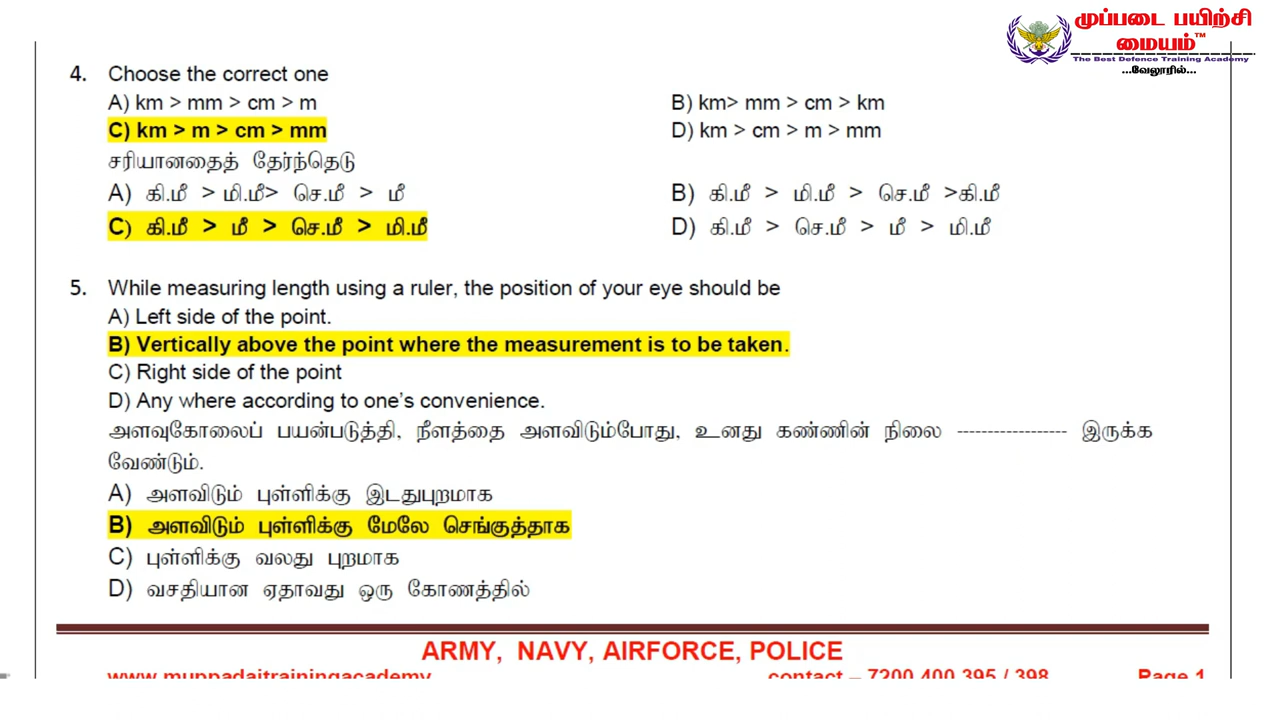 முப்படை பயிற்சி
மையம்™
The Best Defence Training Academy
...வேலூரில்...
4. Choose the correct one
A) km > mm > cm > m B) km> mm > cm > km
C) km > m > cm > mm D) km > cm > m > mm
சரியானதைத் தேர்ந்தெடு
A) கி.மீ > மி.மீ> செ.மீ > மீ B) கி.மீ > மி.மீ > செ.மீ >கி.மீ
C) கி.மீ > மீ > செ.மீ > மி.மீ D) கி.மீ > செ.மீ > மீ > மி.மீ
5. While measuring length using a ruler, the position of your eye should be
A) Left side of the point.
B) Vertically above the point where the measurement is to be taken.
C) Right side of the point
D) Any where according to one's convenience.
அளவுகோலைப் பயன்படுத்தி, நீளத்தை அளவிடும்போது, உனது கண்ணின் நிலை ------------------ இருக்க
வேண்டும்.
A) அளவிடும் புள்ளிக்கு இடதுபுறமாக
B) அளவிடும் புள்ளிக்கு மேலே செங்குத்தாக
C) புள்ளிக்கு வலது புறமாக
D) வசதியான ஏதாவது ஒரு கோணத்தில்
ARMY, NAVY, AIRFORCE, POLICE
www.muppadaitrainingacademy contact – 7200 400 395 / 398 Page 1